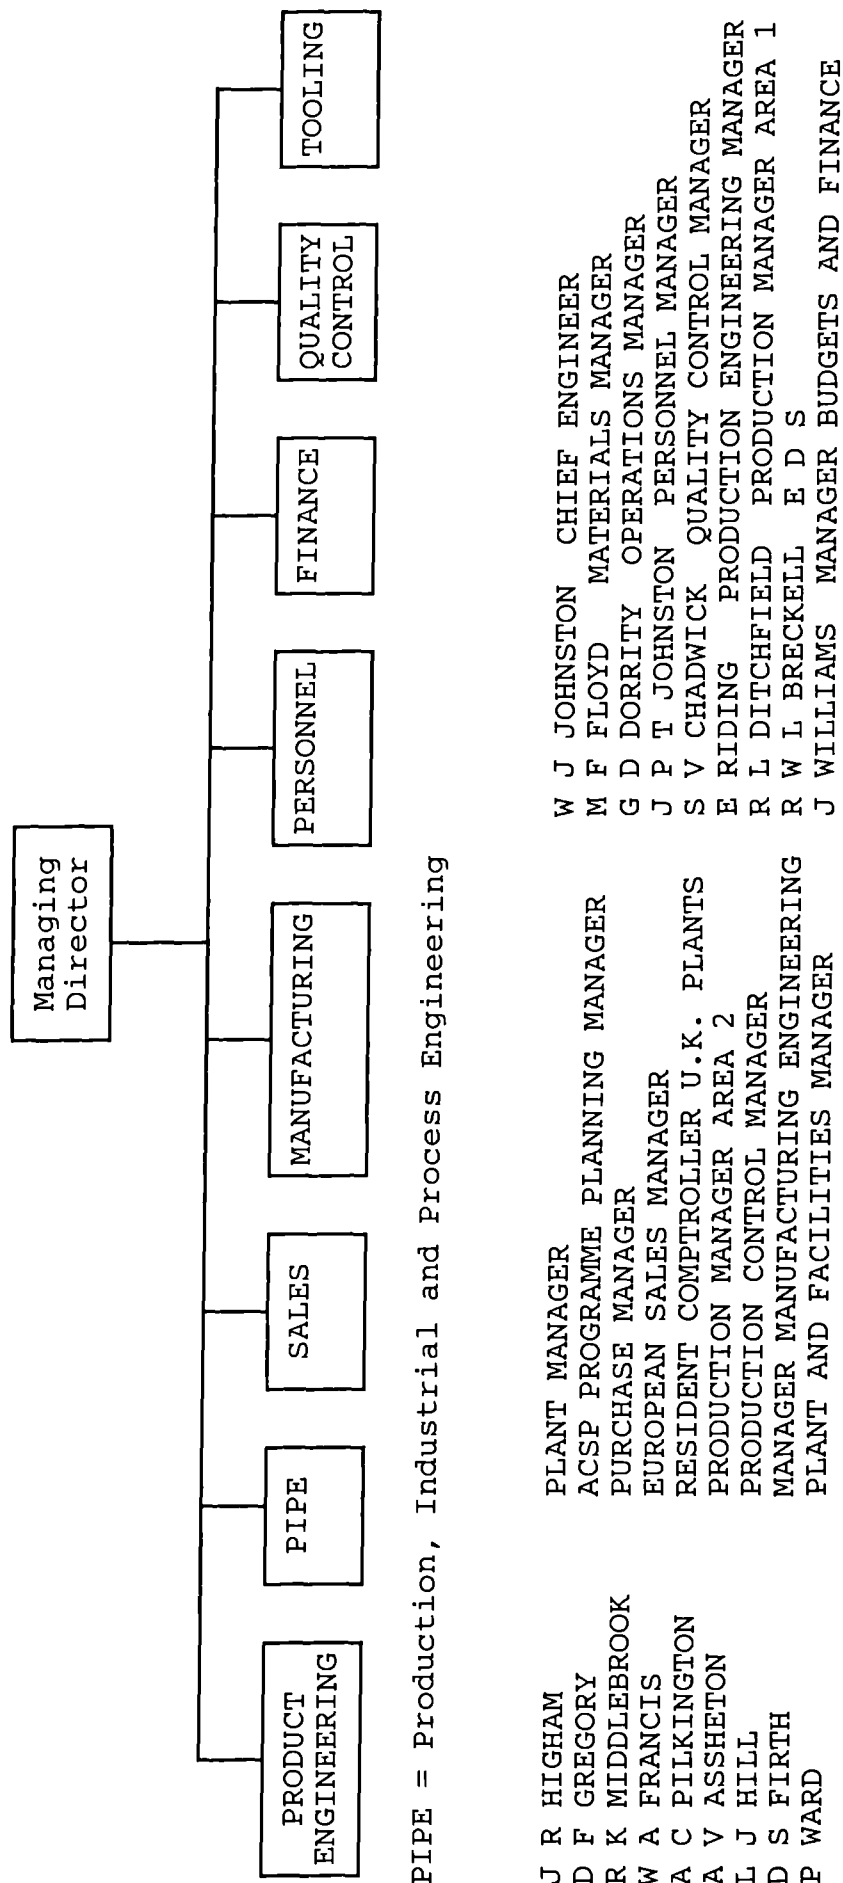 Managing
Director
PRODUCT
ENGINEERING
PIPE
SALES
MANUFACTURING
PERSONNEL
FINANCE
QUALITY
CONTROL
TOOLING
PIPE = Production, Industrial and Process Engineering
J R HIGHAM PLANT MANAGER
D F GREGORY ACSP PROGRAMME PLANNING MANAGER
R K MIDDLEBROOK PURCHASE MANAGER
W A FRANCIS EUROPEAN SALES MANAGER
A C PILKINGTON RESIDENT COMPTROLLER U.K. PLANTS
A V ASSHETON PRODUCTION MANAGER AREA 2
L J HILL PRODUCTION CONTROL MANAGER
D S FIRTH MANAGER MANUFACTURING ENGINEERING
P WARD PLANT AND FACILITIES MANAGER
W J JOHNSTON CHIEF ENGINEER
M F FLOYD MATERIALS MANAGER
G D DORRITY OPERATIONS MANAGER
J P T JOHNSTON PERSONNEL MANAGER
S V CHADWICK QUALITY CONTROL MANAGER
E RIDING PRODUCTION ENGINEERING MANAGER
R L DITCHFIELD PRODUCTION MANAGER AREA 1
R W L BRECKELL E D S
J WILLIAMS MANAGER BUDGETS AND FINANCE